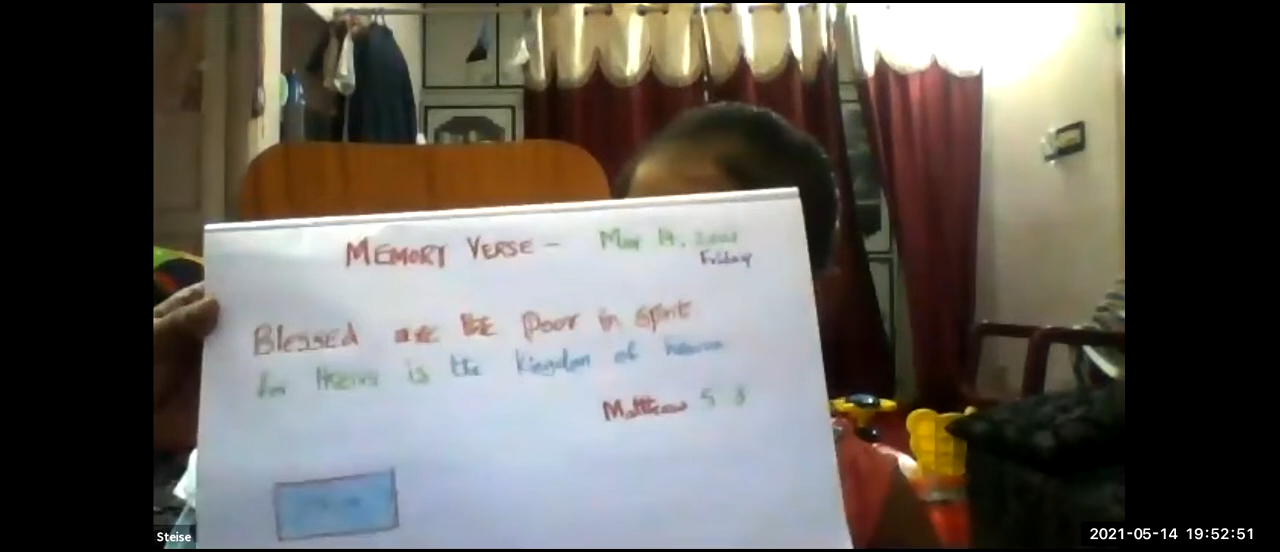 MEMORY VERSE - May 14, 2021
Friday
Blessed are the Poor in Spirit
for theirs is the kingdom of heaven
Matthew 5 3
Steise
2021-05-14 19:52:51